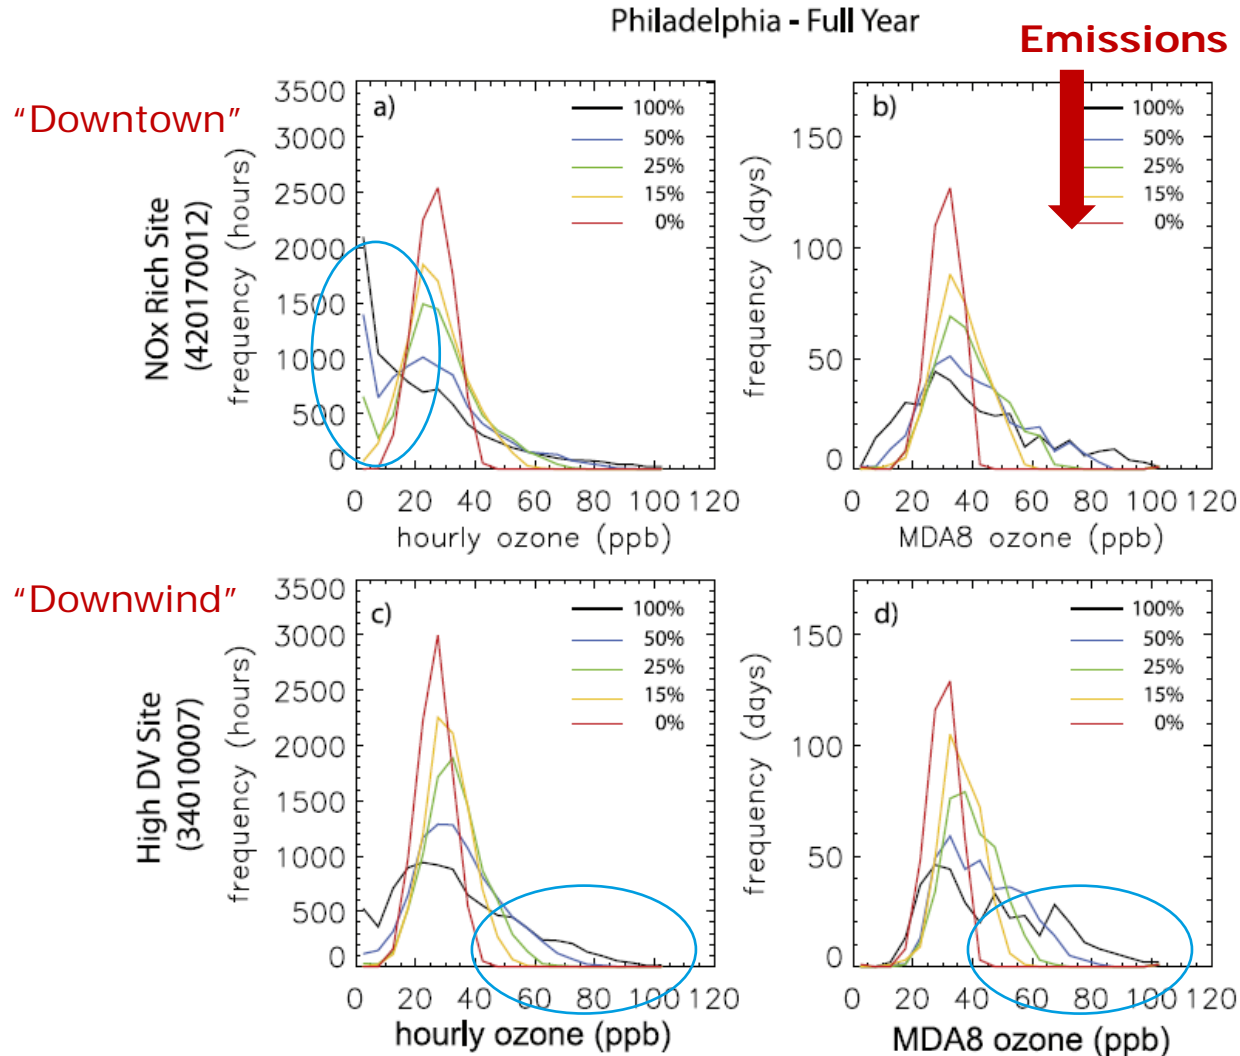 Philadelphia - Full Year
Emissions
"Downtown"
NOx Rich Site
(420170012)
frequency (hours)
3500
3000
2500
2000
1500
1000
500
0
a)
100%
50%
25%
15%
0%
0 20 40 60 80 100 120
hourly ozone (ppb)
frequency (days)
150
100
50
0
b)
100%
50%
25%
15%
0%
0 20 40 60 80 100 120
MDA8 ozone (ppb)
"Downwind"
High DV Site
(34010007)
frequency (hours)
3500
3000
2500
2000
1500
1000
500
0
c)
100%
50%
25%
15%
0%
0 20 40 60 80 100 120
hourly ozone (ppb)
frequency (days)
150
100
50
0
d)
100%
50%
25%
15%
0%
0 20 40 60 80 100 120
MDA8 ozone (ppb)